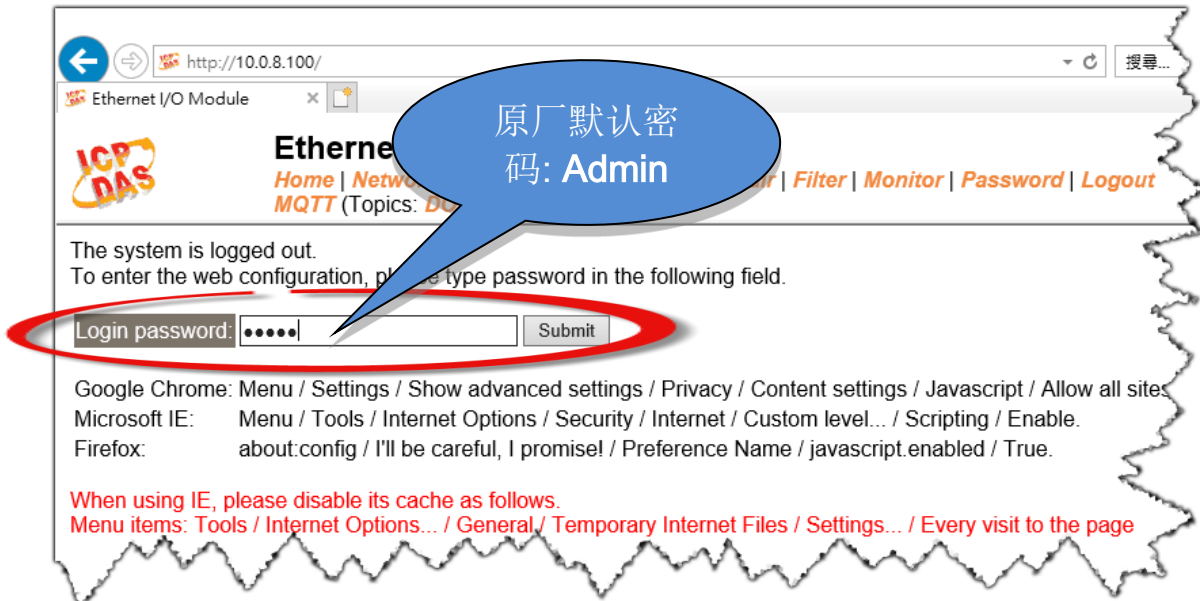 http://10.0.8.100/
搜尋...
Ethernet I/O Module
原厂默认密
码: Admin
ICP
DAS
Home | | Filter | Monitor | Password | Logout
MQTT (Topics:
The system is logged out.
To enter the web configuration, type password in the following field.
Login password: •••••
Submit
Google Chrome: Menu / Settings / Show advanced settings / Privacy / Content settings / Javascript / Allow all sites
Microsoft IE: Menu / Tools / Internet Options / Security / Internet / Custom level... / Scripting / Enable.
Firefox: about:config / I'll be careful, I promise! / Preference Name / javascript.enabled / True.
When using IE, please disable its cache as follows.
Menu items: Tools / Internet Options... / General / Temporary Internet Files / Settings... / Every visit to the page